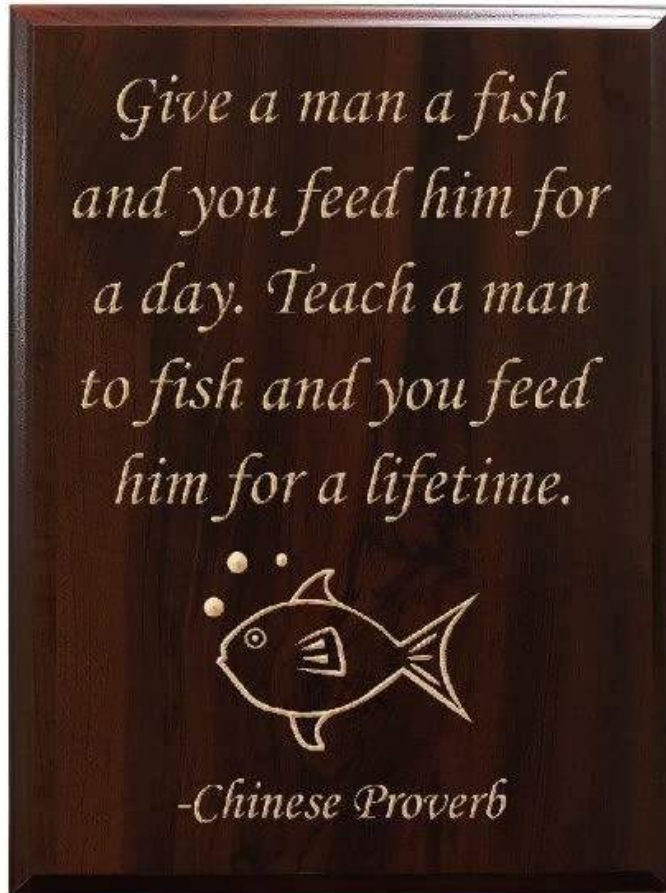 Give a man a fish
and you feed him for
a day. Teach a man
to fish and you feed
him for a lifetime.
-Chinese Proverb